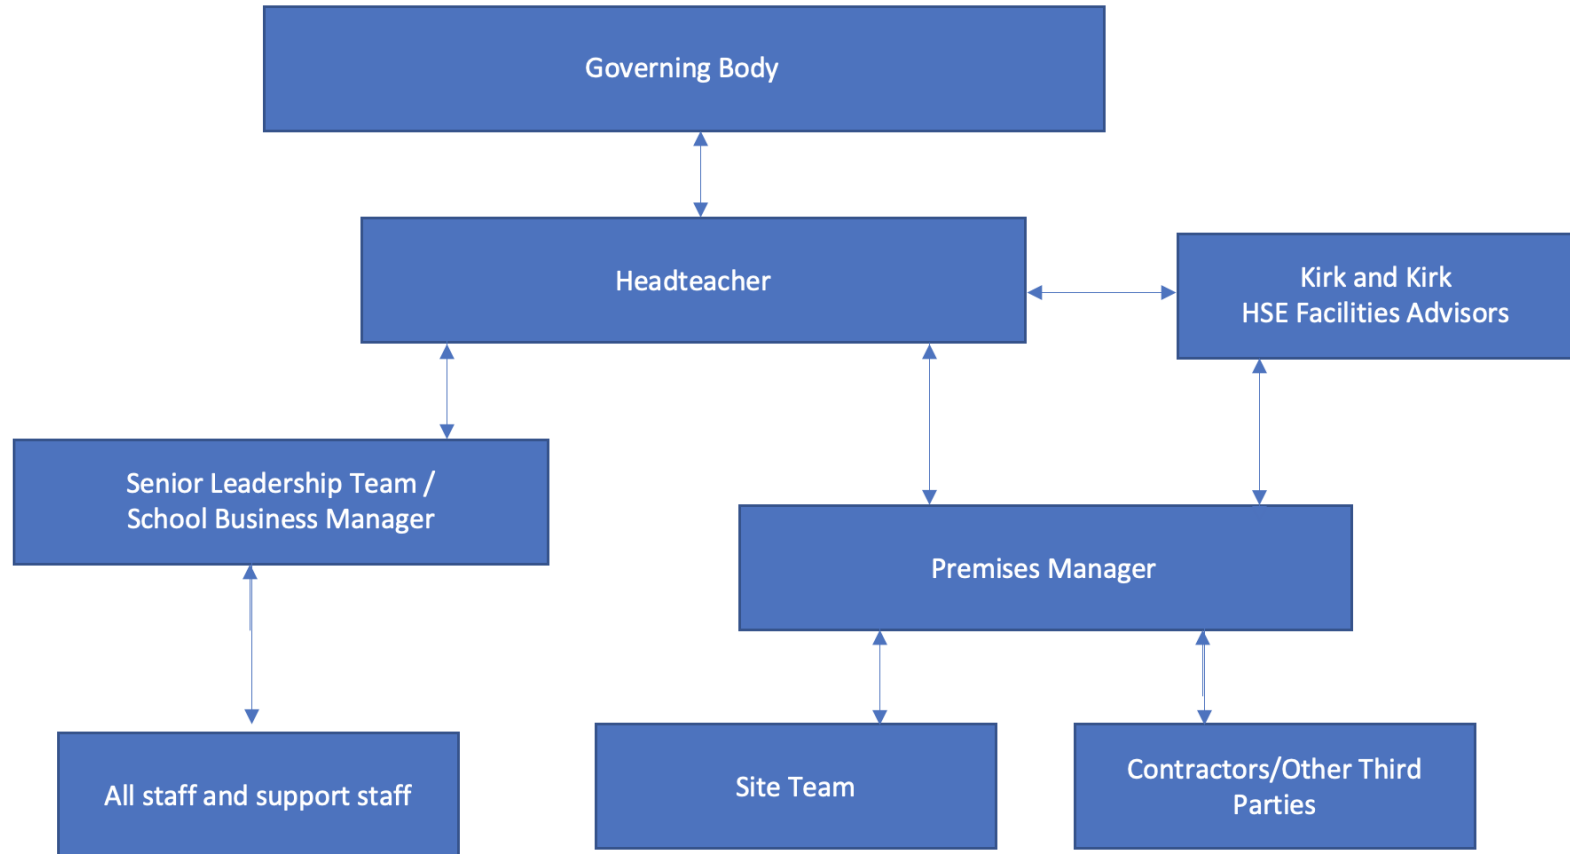 Governing Body
Headteacher
Kirk and Kirk
HSE Facilities Advisors
Senior Leadership Team /
School Business Manager
Premises Manager
All staff and support staff
Site Team
Contractors/Other Third
Parties